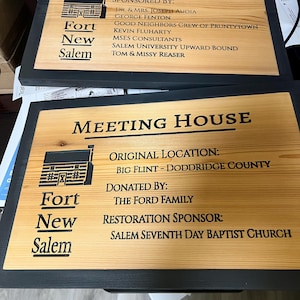 SPONSORED BY:
DR. & MRS. JOSEPH AUDIA
GEORGE FENTON
GOOD NEIGHBORS CREW OF PRUNTYTOWN
KEVIN FLUHARTY
MSES CONSULTANTS
SALEM UNIVERSITY UPWARD BOUND
TOM & MISSY REASER
Fort
New
Salem
MEETING HOUSE
ORIGINAL LOCATION:
BIG FLINT - DODDRIDGE COUNTY
DONATED BY:
THE FORD FAMILY
RESTORATION SPONSOR:
SALEM SEVENTH DAY BAPTIST CHURCH
Fort
New
Salem